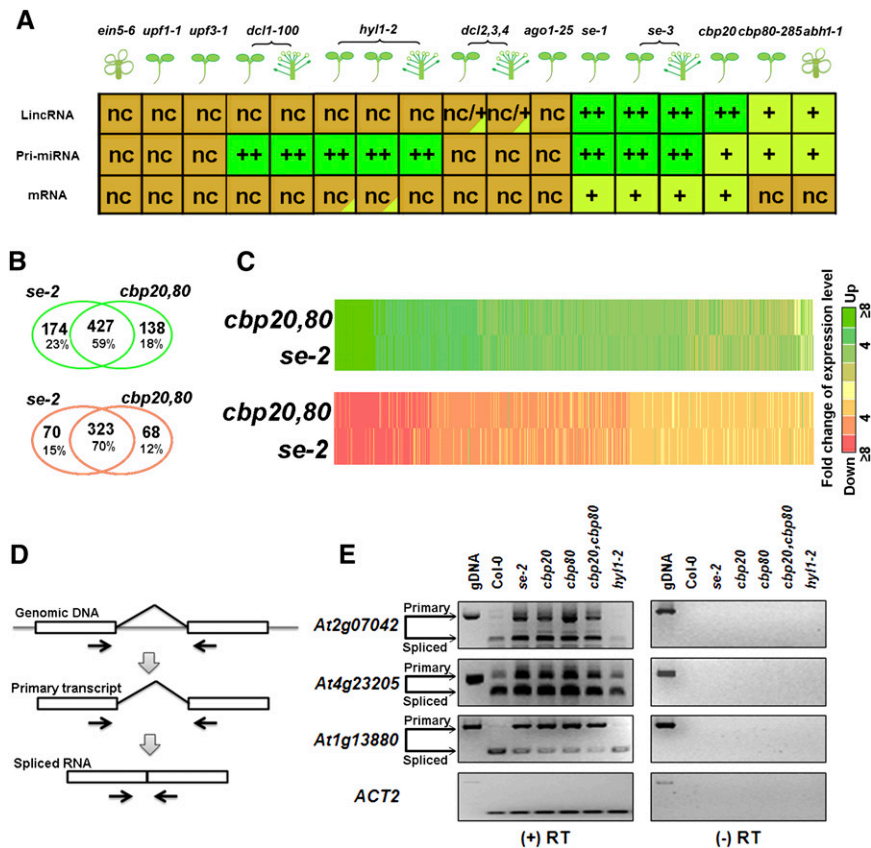 A
ein5-6 upf1-1 upf3-1 dcl1-100 hyl1-2 dcl2,3,4 ago1-25 se-1 se-3 cbp20 cbp80-285 abh1-1
LincRNA nc nc nc nc nc nc nc nc nc/+ nc/+ nc ++ ++ ++ ++ + +
Pri-miRNA nc nc nc ++ ++ ++ ++ ++ nc nc nc ++ ++ ++ + + +
mRNA nc nc nc nc nc nc nc nc nc nc nc + + + + nc nc
B
se-2 cbp20,80
174 427 138
23% 59% 18%
se-2 cbp20,80
70 323 68
15% 70% 12%
C
cbp20,80
se-2
cbp20,80
se-2
Fold change of expression level
Down Up
≥8
4
4
≥8
D
Genomic DNA
Primary transcript
Spliced RNA
E
gDNA Col-0 se-2 cbp20 cbp80 cbp20,cbp80 hyl1-2
gDNA Col-0 se-2 cbp20 cbp80 cbp20,cbp80 hyl1-2
At2g07042 Primary
Spliced
At4g23205 Primary
Spliced
At1g13880 Primary
Spliced
ACT2
(+) RT (-) RT